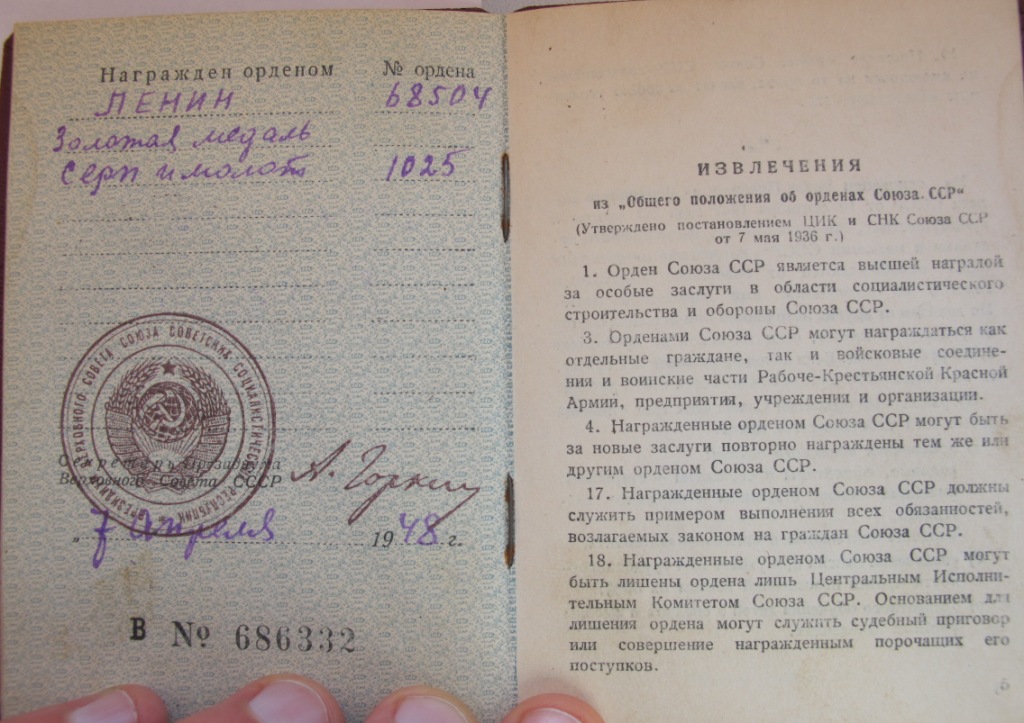 Награжден орденом № ордена
ЛЕНИН 68504
Золотая медаль
Серп и молот 1025
ВЕРХОВНОГО СОВЕТА СОЮЗА СОВЕТСКИХ СОЦИАЛИСТИЧЕСКИХ РЕСПУБЛИК
Секретарь Президиума
Верховного Совета СССР
А. Горкин
„ 7 апреля 1948 г.
В № 686332
ИЗВЛЕЧЕНИЯ
из „Общего положения об орденах Союза ССР“
(Утверждено постановлением ЦИК и СНК Союза ССР
от 7 мая 1936 г.)
1. Орден Союза ССР является высшей наградой
за особые заслуги в области социалистического
строительства и обороны Союза ССР.
3. Орденами Союза ССР могут награждаться как
отдельные граждане, так и войсковые соедине-
ния и воинские части Рабоче-Крестьянской Красной
Армии, предприятия, учреждения и организации.
4. Награжденные орденом Союза ССР могут быть
за новые заслуги повторно награждены тем же или
другим орденом Союза ССР.
17. Награжденные орденом Союза ССР должны
служить примером выполнения всех обязанностей,
возлагаемых законом на граждан Союза ССР.
18. Награжденные орденом Союза ССР могут
быть лишены ордена лишь Центральным Исполни-
тельным Комитетом Союза ССР. Основанием для
лишения ордена могут служить судебный приговор
или совершение награжденным порочащих его
поступков.